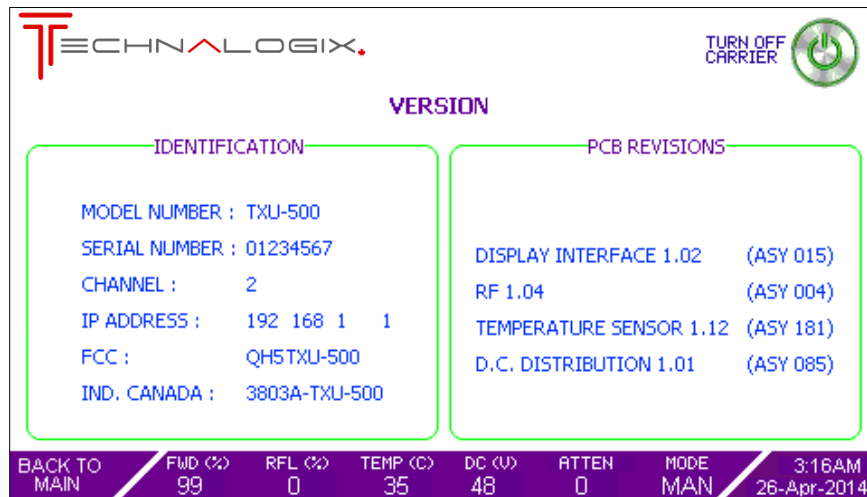 TECHNALOGIX.
TURN OFF
CARRIER
VERSION
IDENTIFICATION
MODEL NUMBER : TXU-500
SERIAL NUMBER : 01234567
CHANNEL : 2
IP ADDRESS : 192 168 1 1
FCC : QH5TXU-500
IND. CANADA : 3803A-TXU-500
PCB REVISIONS
DISPLAY INTERFACE 1.02 (ASY 015)
RF 1.04 (ASY 004)
TEMPERATURE SENSOR 1.12 (ASY 181)
D.C. DISTRIBUTION 1.01 (ASY 085)
BACK TO
MAIN
FWD (%) RFL (%) TEMP (C) DC (V) ATTEN MODE
99 0 35 48 0 MAN
3:16AM
26-Apr-2014